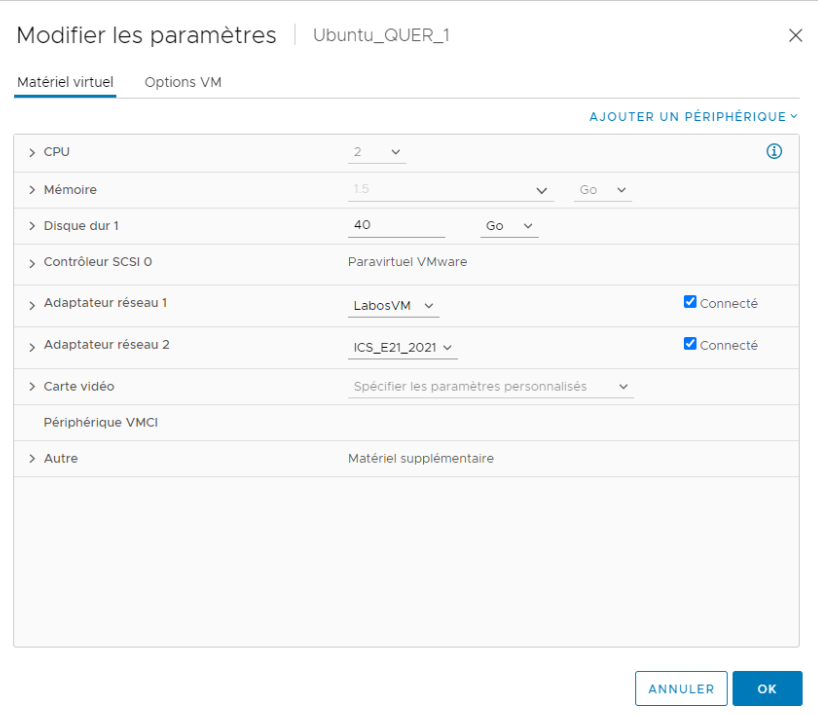 Modifier les paramètres | Ubuntu_QUER_1
Matériel virtuel Options VM
AJOUTER UN PÉRIPHÉRIQUE
CPU 2
Mémoire 1.5 Go
Disque dur 1 40 Go
Contrôleur SCSI 0 Paravirtuel VMware
Adaptateur réseau 1 LabosVM Connecté
Adaptateur réseau 2 ICS_E21_2021 Connecté
Carte vidéo Spécifier les paramètres personnalisés
Périphérique VMCI
Autre Matériel supplémentaire
ANNULER OK